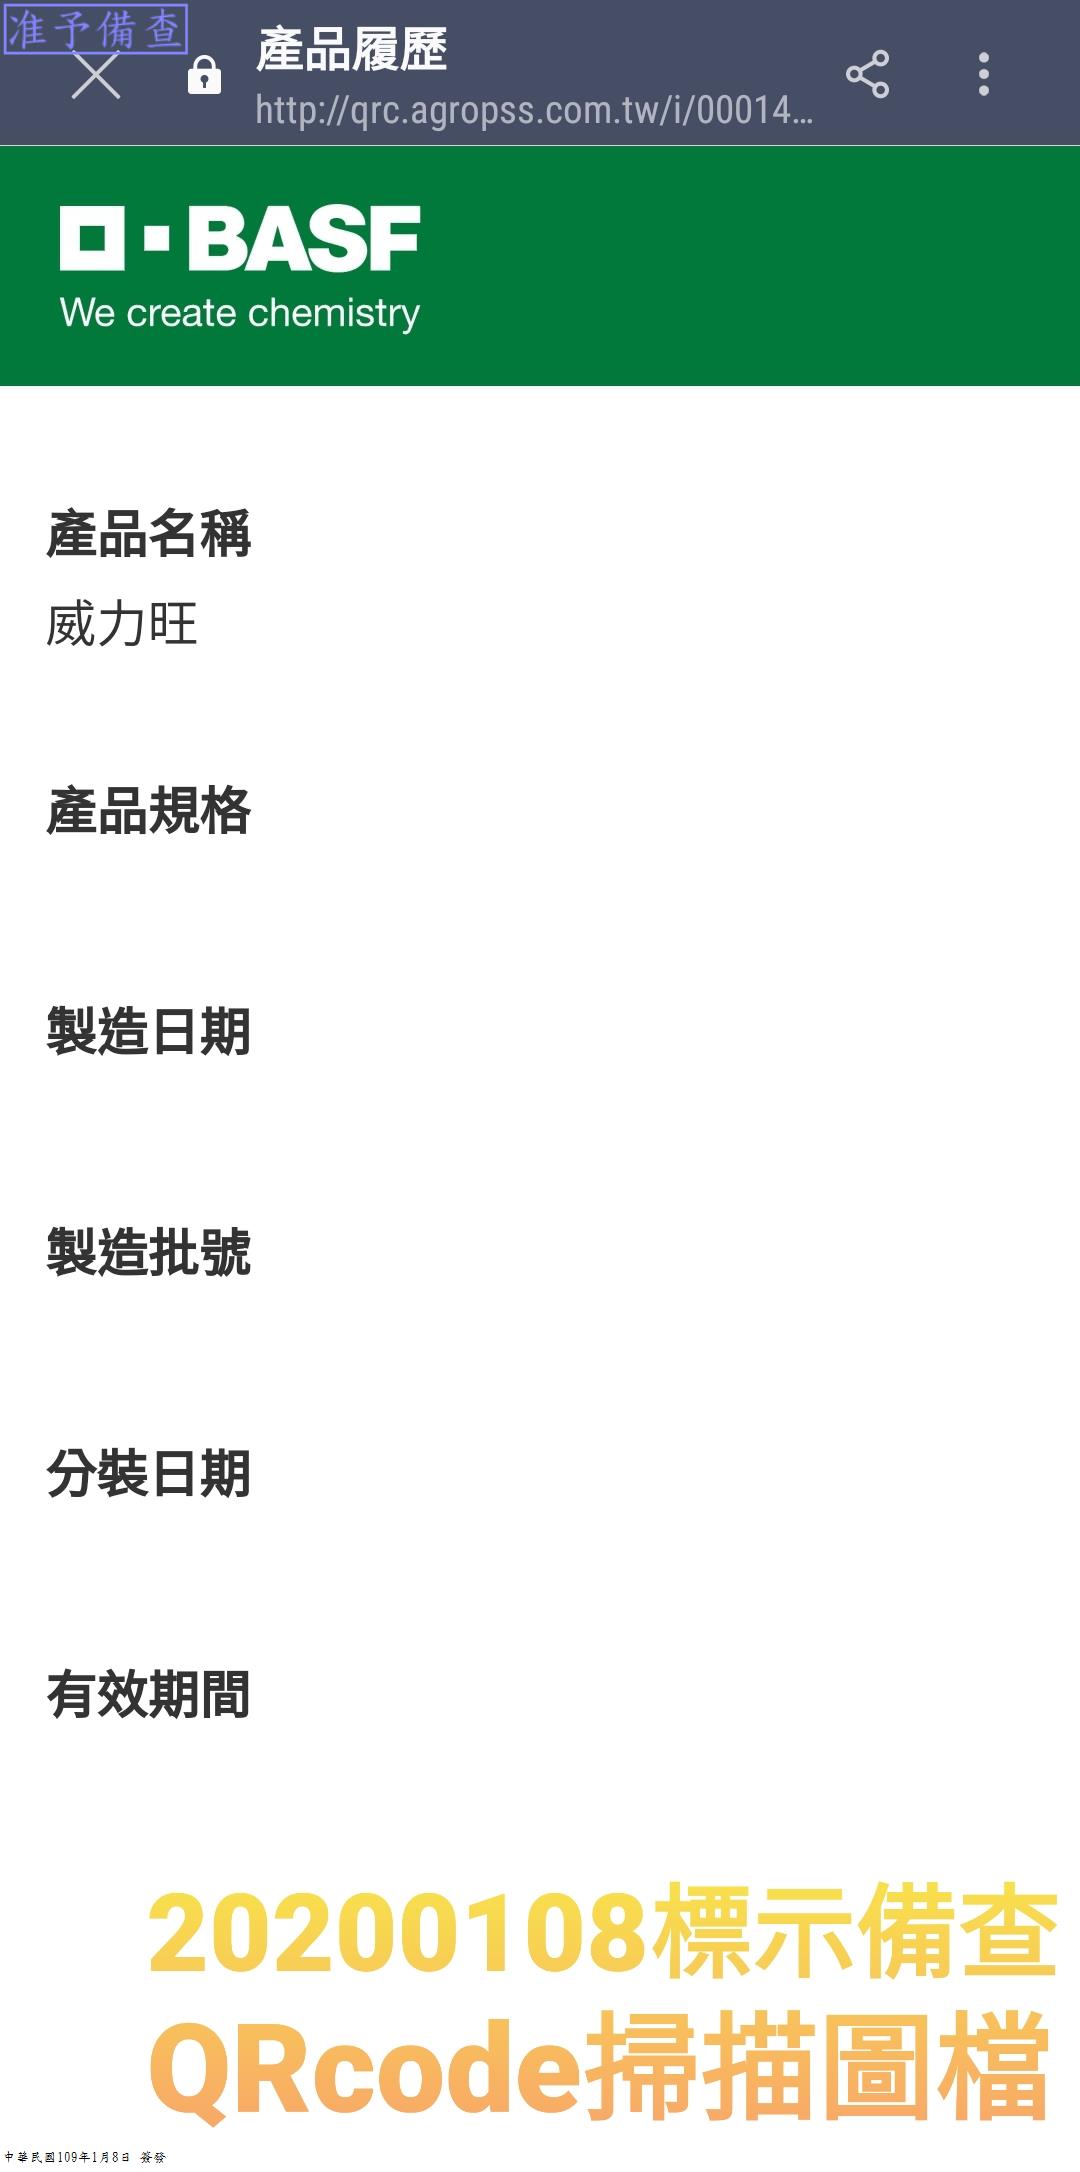 准予備查
產品履歷
http://qrc.agropss.com.tw/i/00014...
BASF
We create chemistry
產品名稱
威力旺
產品規格
製造日期
製造批號
分裝日期
有效期間
20200108標示備查
QRcode掃描圖檔
中華民國109年1月8日 簽發